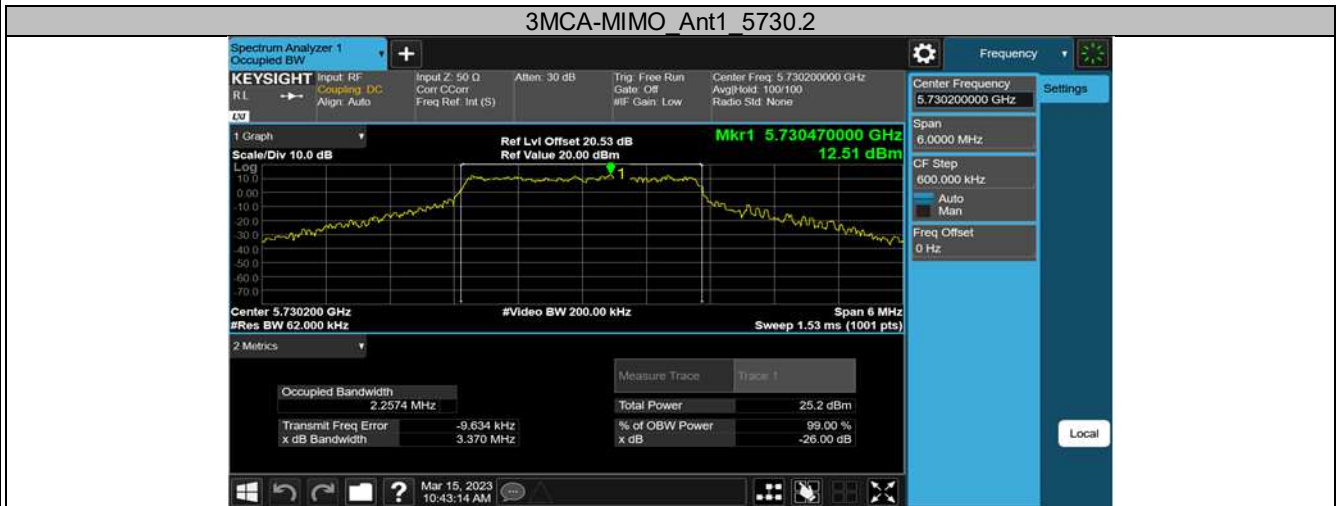 3MCA-MIMO_Ant1_5730.2
Spectrum Analyzer 1
Occupied BW
+
Frequency
KEYSIGHT
RL
LXI
Input: RF
Coupling: DC
Align: Auto
Input Z: 50 Ω
Corr CCorr
Freq Ref: Int (S)
Atten: 30 dB
Trig: Free Run
Gate: Off
#IF Gain: Low
Center Freq: 5.730200000 GHz
Avg|Hold: 100/100
Radio Std: None
Center Frequency
5.730200000 GHz
Settings
Span
6.0000 MHz
CF Step
600.000 kHz
Auto
Man
Freq Offset
0 Hz
1 Graph
Scale/Div 10.0 dB
Ref Lvl Offset 20.53 dB
Ref Value 20.00 dBm
Mkr1 5.730470000 GHz
12.51 dBm
Log
10.0
0.00
-10.0
-20.0
-30.0
-40.0
-50.0
-60.0
-70.0
1
Center 5.730200 GHz
#Res BW 62.000 kHz
#Video BW 200.00 kHz
Span 6 MHz
Sweep 1.53 ms (1001 pts)
2 Metrics
Measure Trace Trace 1
Occupied Bandwidth
2.2574 MHz
Total Power 25.2 dBm
Transmit Freq Error -9.634 kHz
% of OBW Power 99.00 %
x dB Bandwidth 3.370 MHz
x dB -26.00 dB
Local
?
Mar 15, 2023
10:43:14 AM